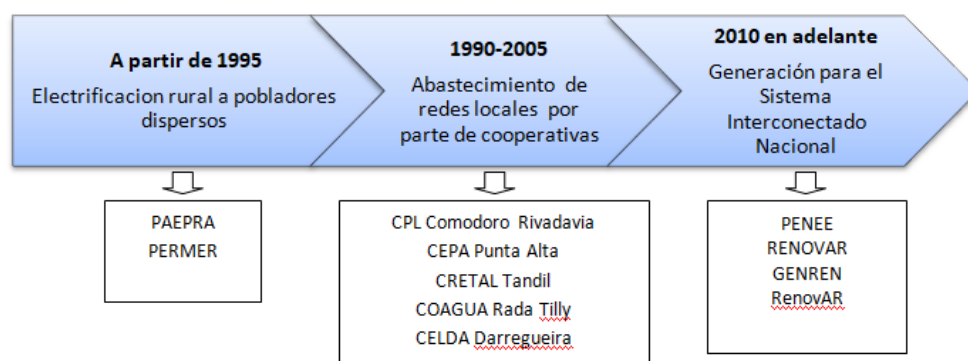 A partir de 1995
Electrificacion rural a pobladores
dispersos
1990-2005
Abastecimiento de
redes locales por
parte de cooperativas
2010 en adelante
Generación para el
Sistema
Interconectado
Nacional
PAEPRA
PERMER
CPL Comodoro Rivadavia
CEPA Punta Alta
CRETAL Tandil
COAGUA Rada Tilly
CELDA Darregueira
PENEE
RENOVAR
GENREN
RenovAR